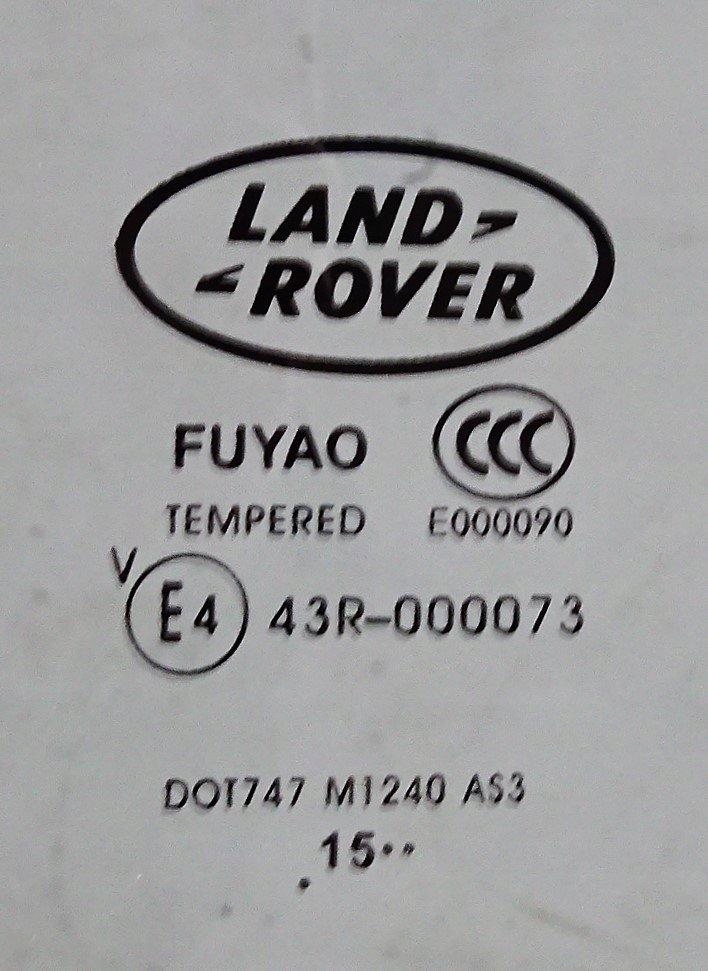 LAND
ROVER
FUYAO CCC
TEMPERED E000090
V
E4 43R-000073
DOT747 M1240 AS3
.15..